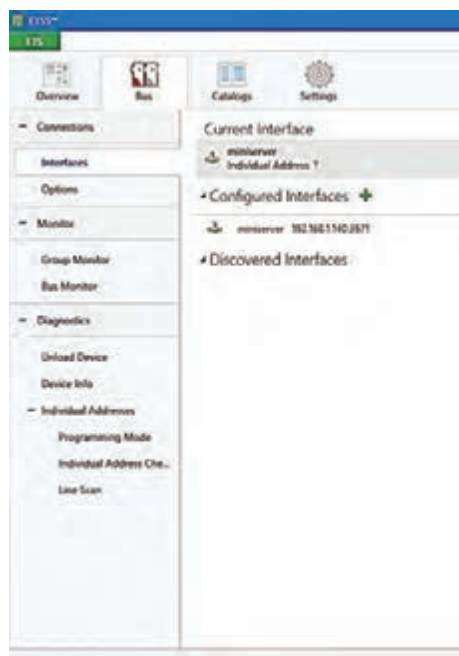 ETS5™
ETS
Overview
Bus
Catalogs
Settings
Connections
Interfaces
Options
Monitor
Group Monitor
Bus Monitor
Diagnostics
Unload Device
Device Info
Individual Addresses
Programming Mode
Individual Address Che...
Line Scan
Current Interface
miniserver
Individual Address ?
Configured Interfaces
miniserver
Discovered Interfaces